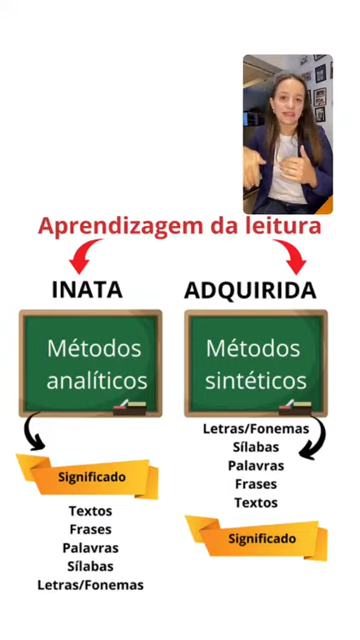 Aprendizagem da leitura
INATA
Métodos
analíticos
Significado
Textos
Frases
Palavras
Sílabas
Letras/Fonemas
ADQUIRIDA
Métodos
sintéticos
Letras/Fonemas
Sílabas
Palavras
Frases
Textos
Significado